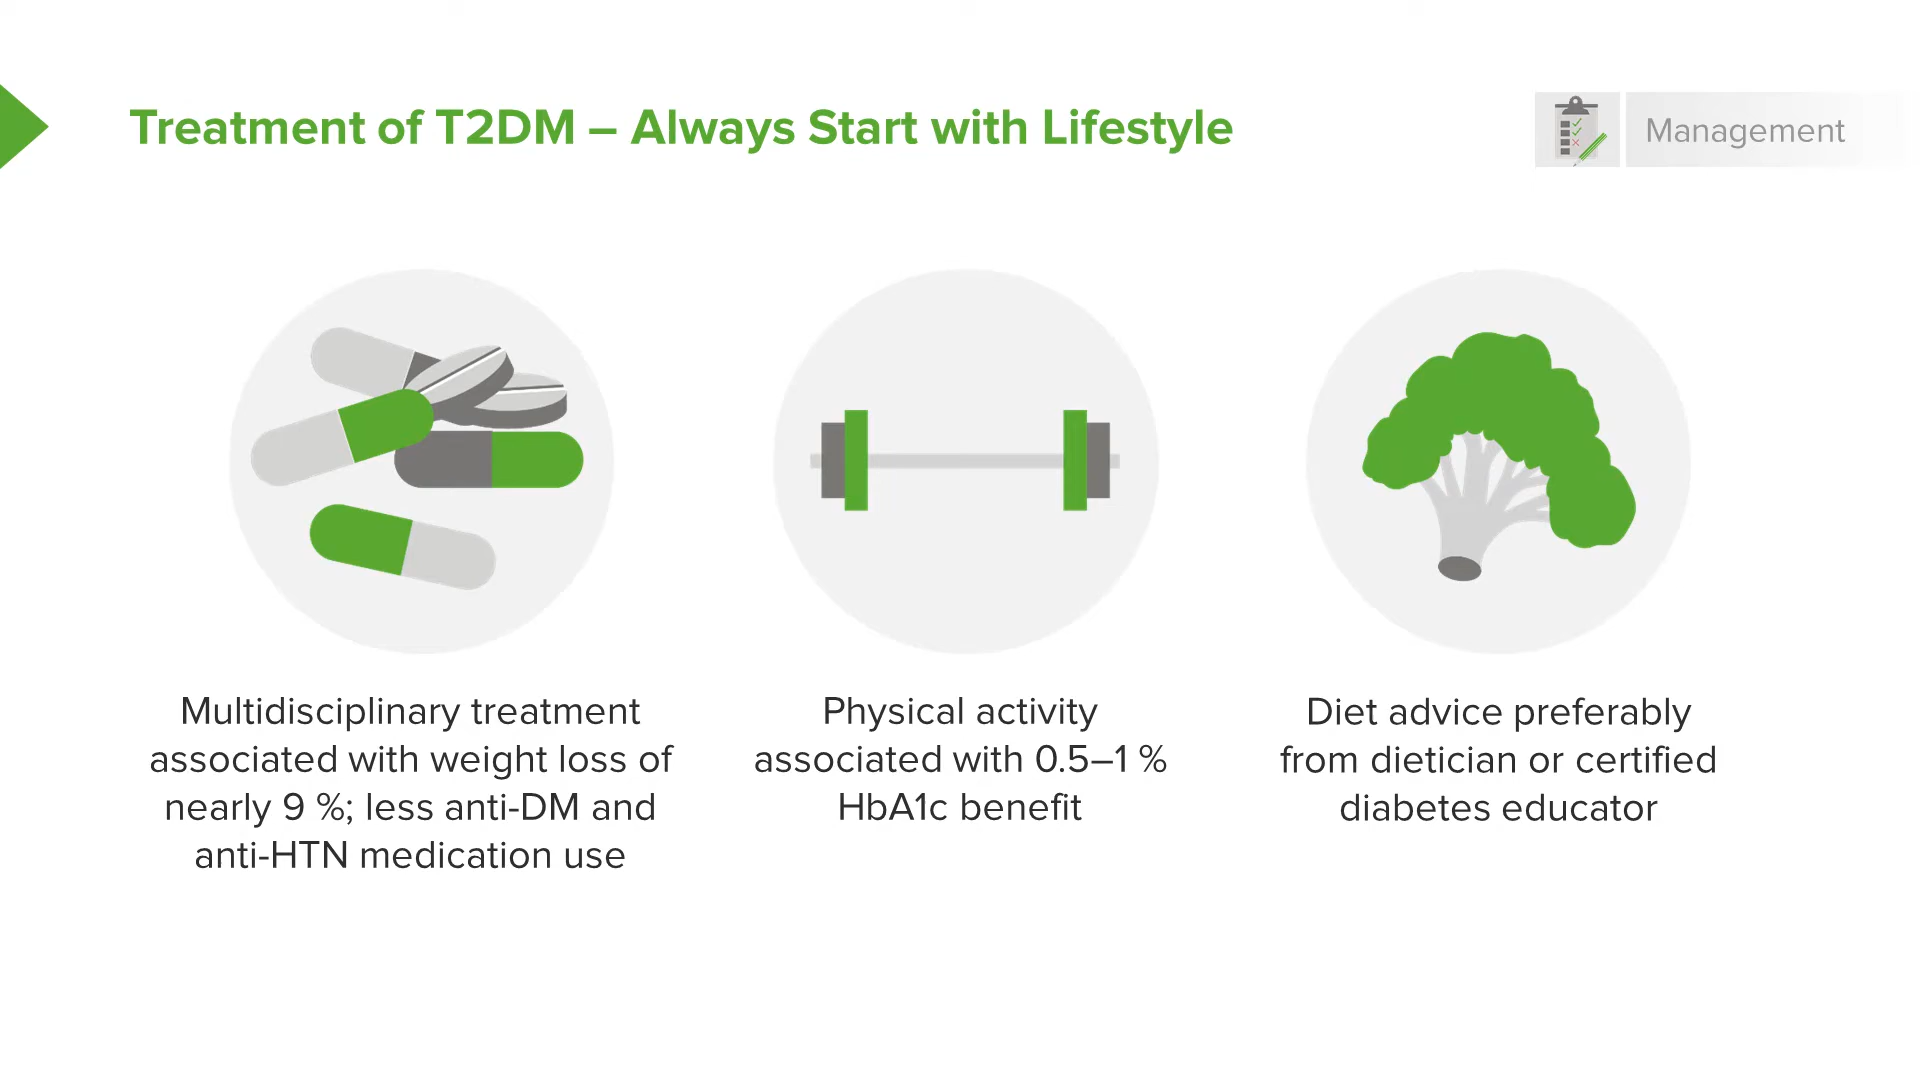 Treatment of T2DM – Always Start with Lifestyle
Management
Multidisciplinary treatment
associated with weight loss of
nearly 9 %; less anti-DM and
anti-HTN medication use
Physical activity
associated with 0.5–1 %
HbA1c benefit
Diet advice preferably
from dietician or certified
diabetes educator